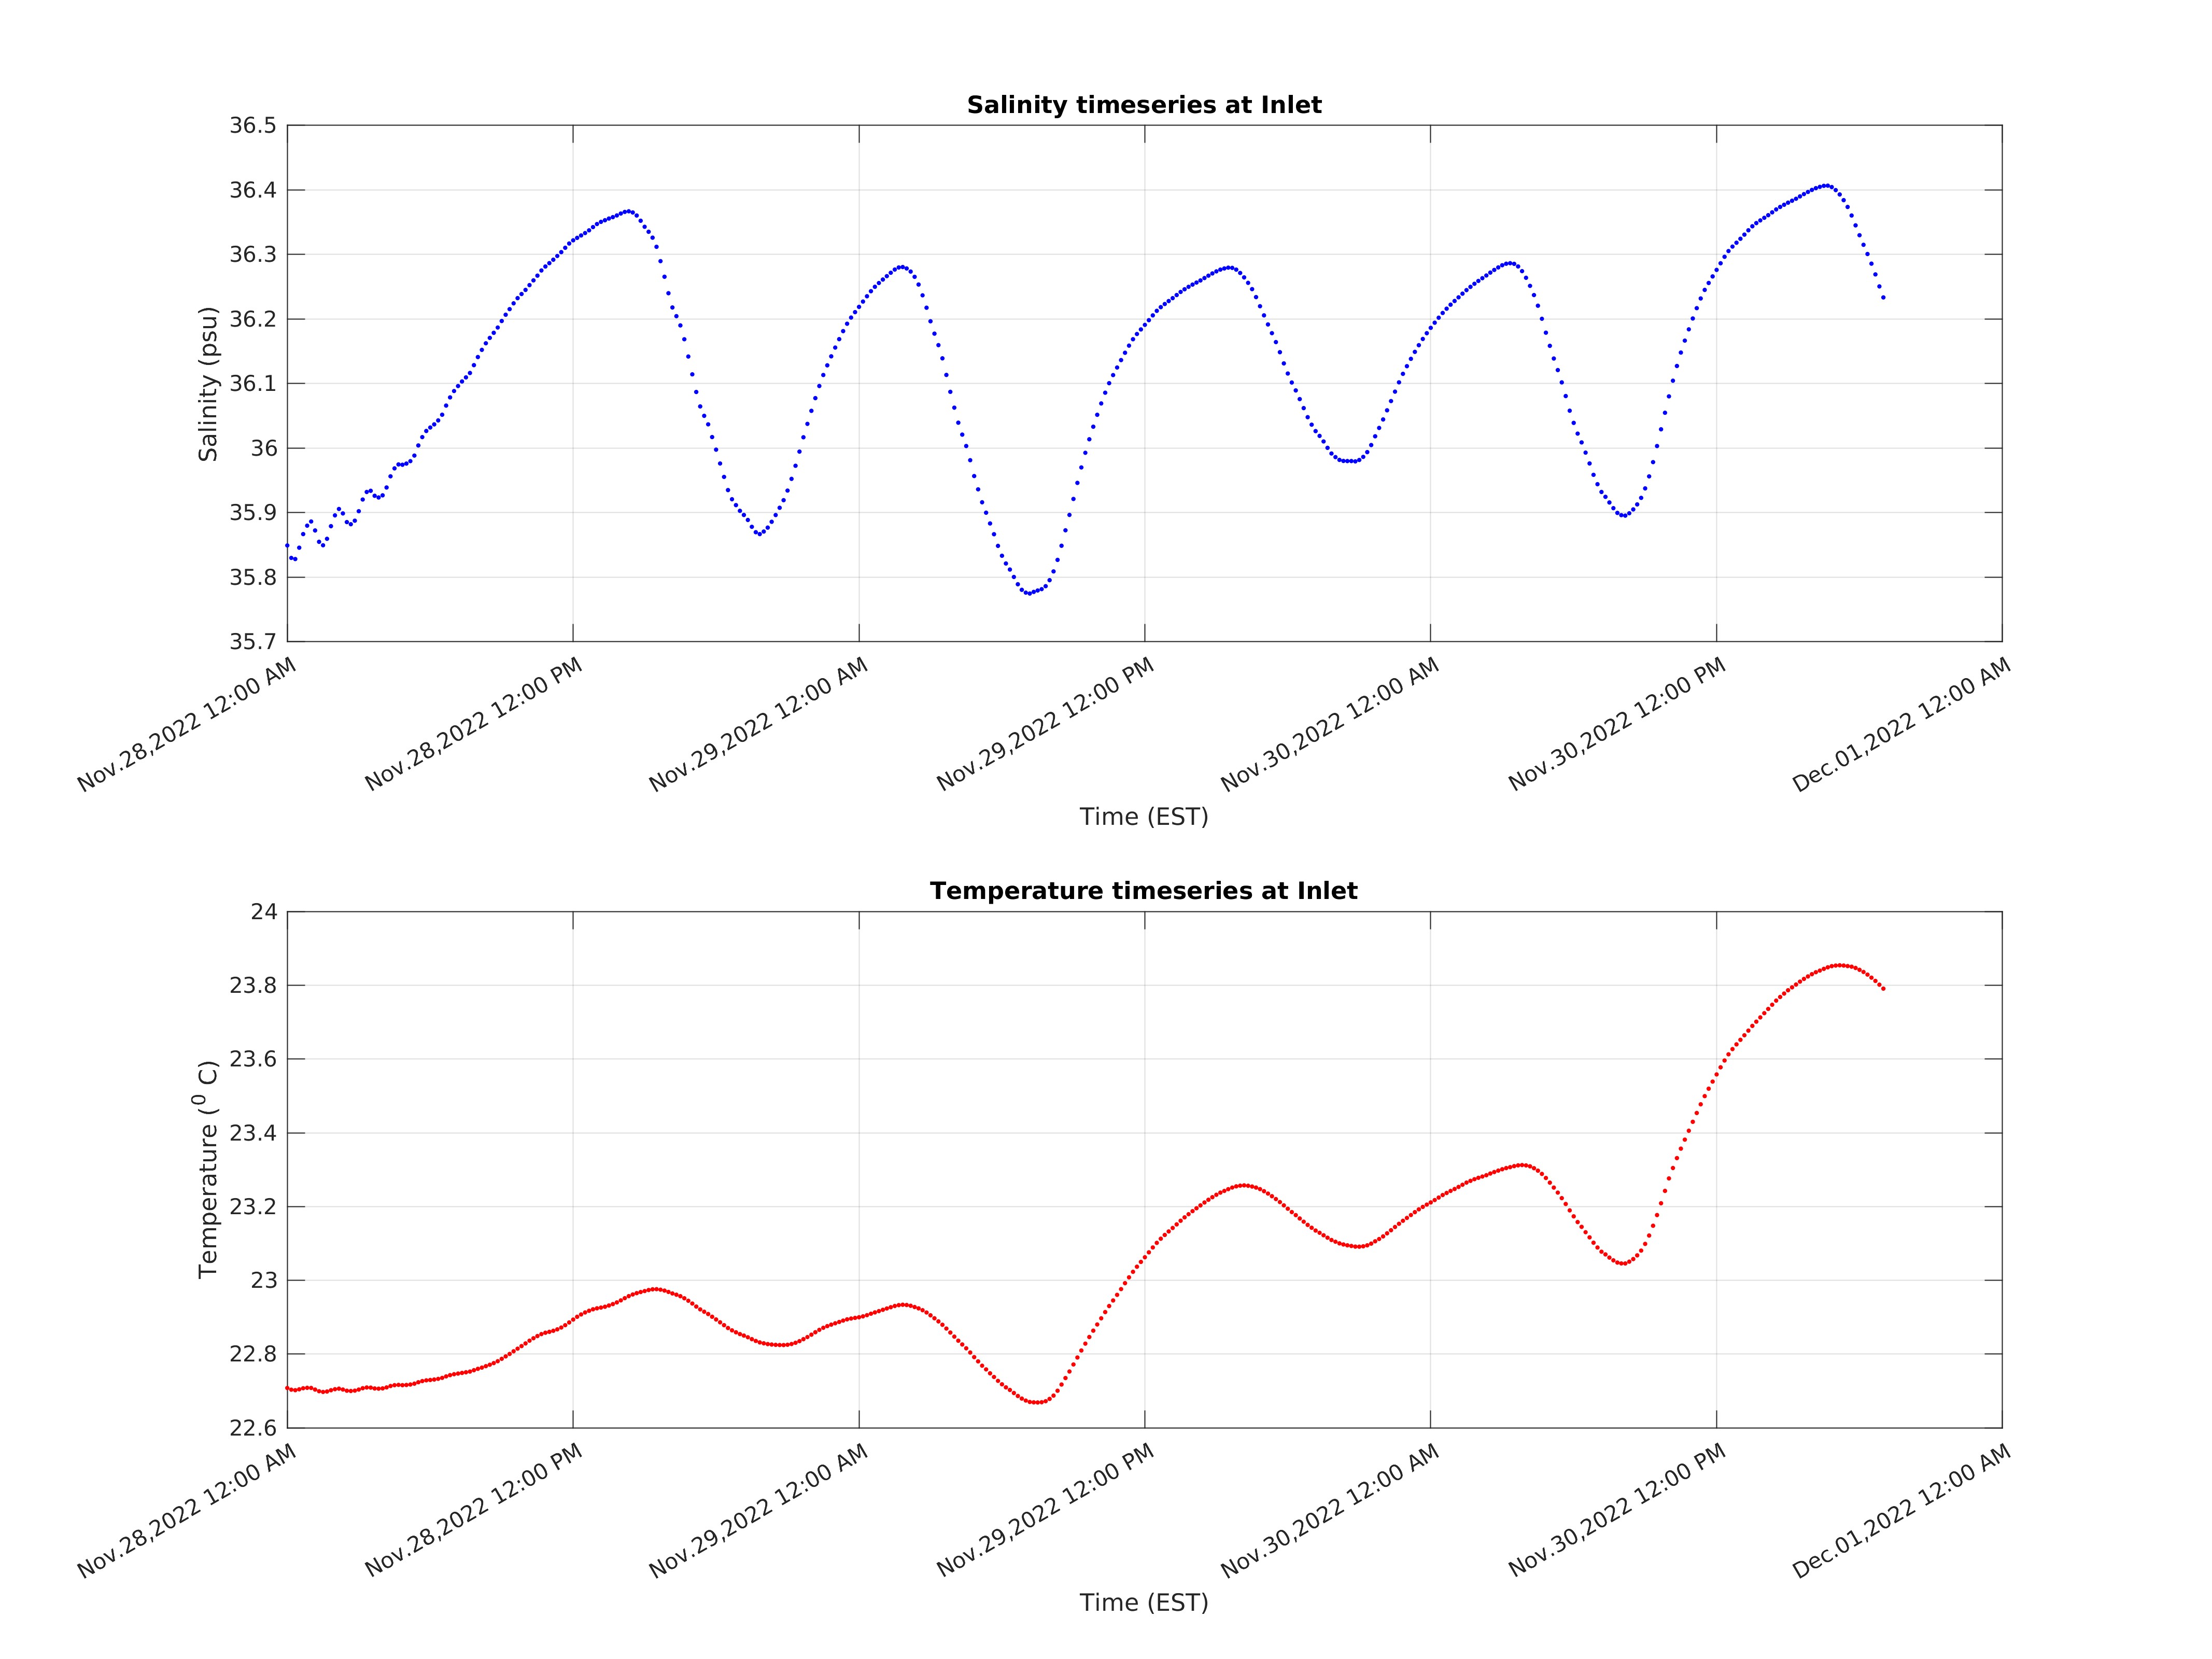 Salinity timeseries at Inlet
36.5
36.4
36.3
36.2
36.1
36
35.9
35.8
35.7
Salinity (psu)
Nov.28,2022 12:00 AM
Nov.28,2022 12:00 PM
Nov.29,2022 12:00 AM
Nov.29,2022 12:00 PM
Nov.30,2022 12:00 AM
Nov.30,2022 12:00 PM
Dec.01,2022 12:00 AM
Time (EST)
Temperature timeseries at Inlet
24
23.8
23.6
23.4
23.2
23
22.8
22.6
Temperature (⁰ C)
Nov.28,2022 12:00 AM
Nov.28,2022 12:00 PM
Nov.29,2022 12:00 AM
Nov.29,2022 12:00 PM
Nov.30,2022 12:00 AM
Nov.30,2022 12:00 PM
Dec.01,2022 12:00 AM
Time (EST)